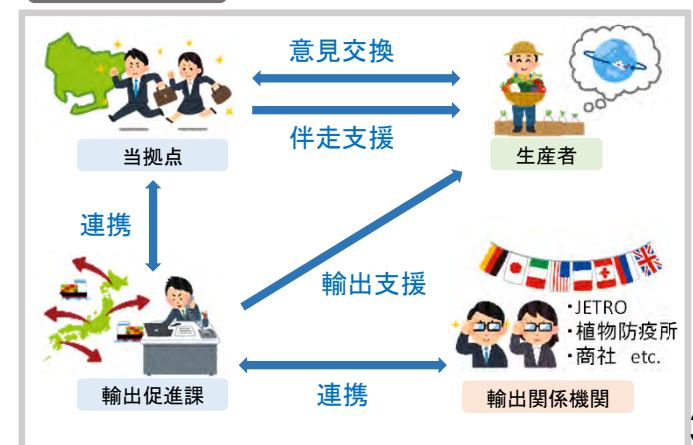 意見交換
伴走支援
当拠点
生産者
連携
輸出支援
・JETRO
・植物防疫所
・商社 etc.
輸出促進課
連携
輸出関係機関